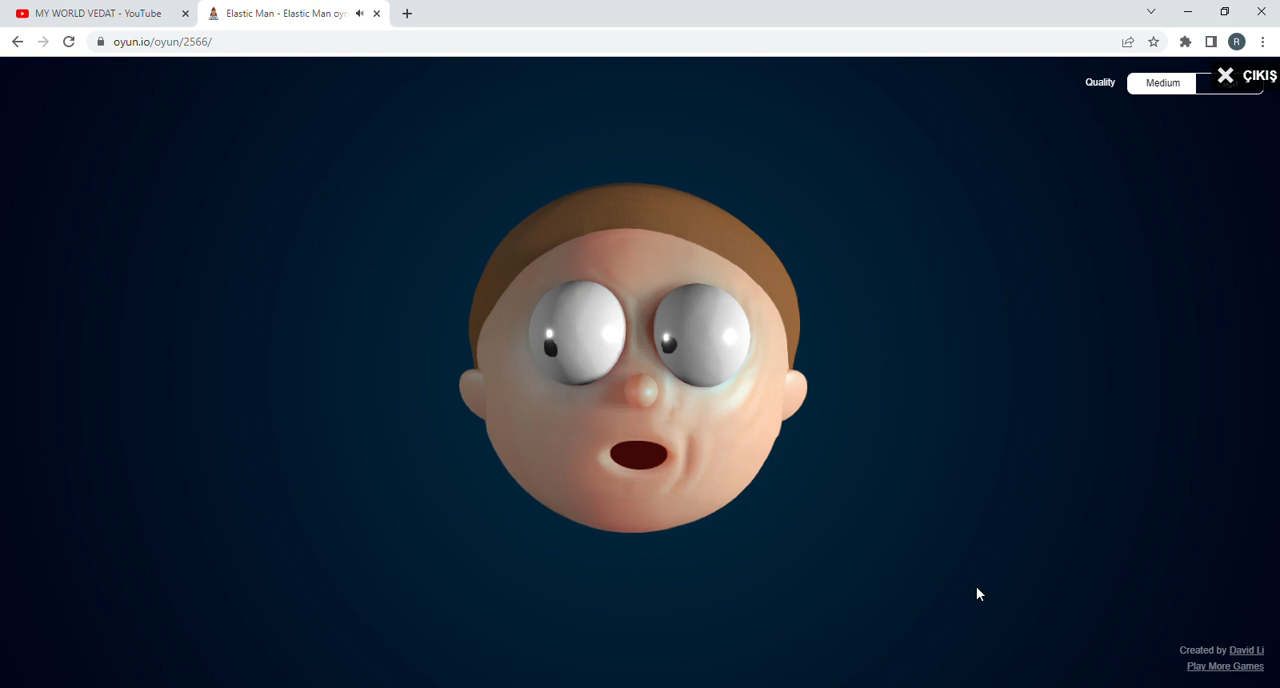 MY WORLD VEDAT - YouTube
Elastic Man - Elastic Man oyn
oyun.io/oyun/2566/
R
Quality
Medium
ÇIKIŞ
Created by David Li
Play More Games